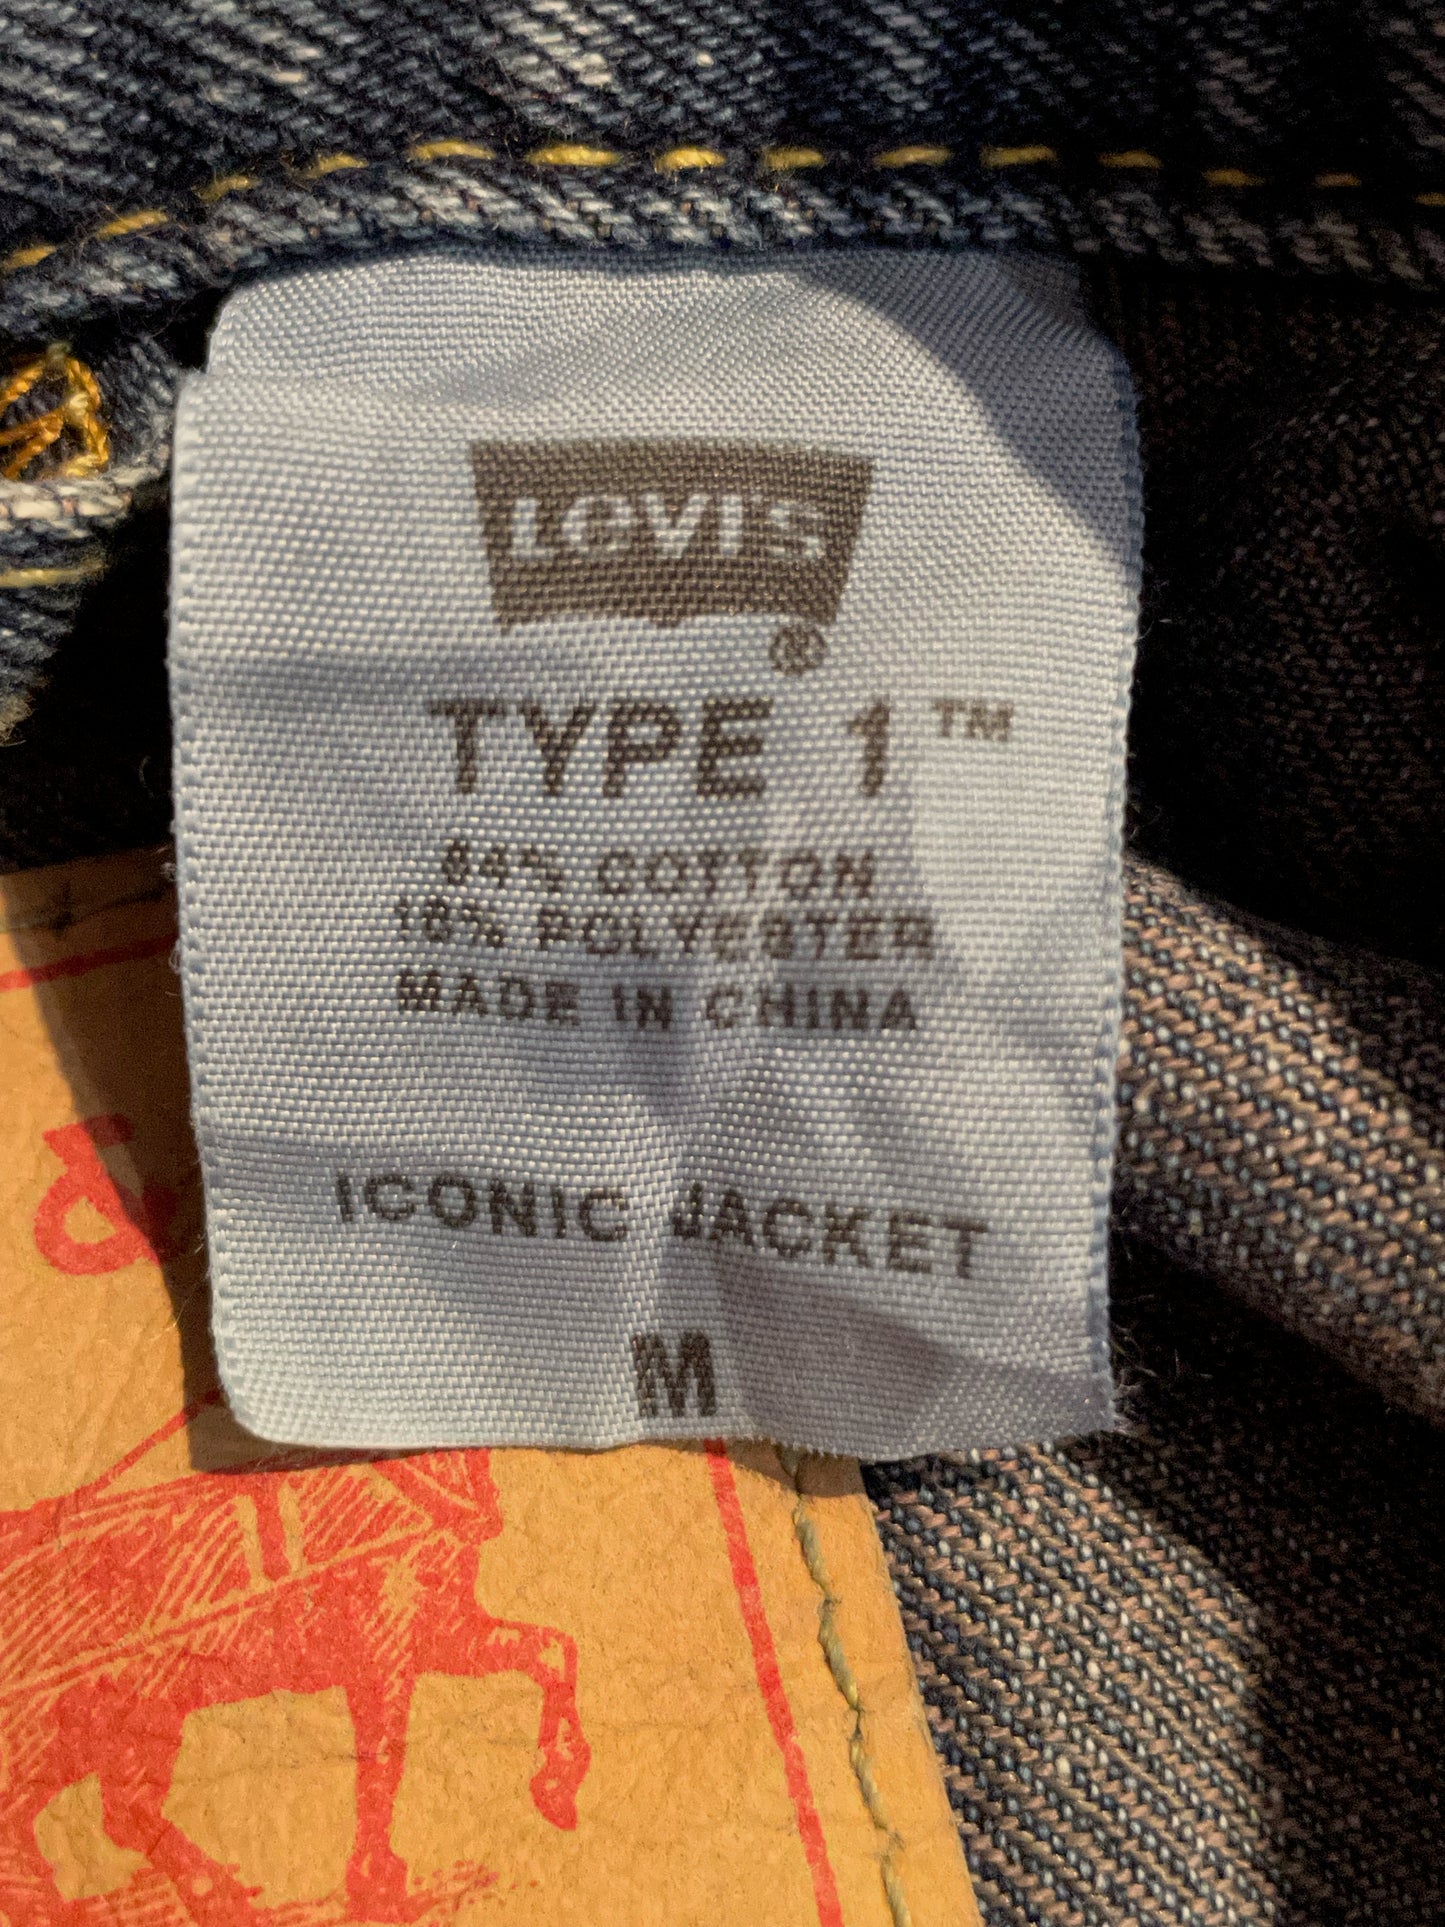 LEVI'S
®
TYPE 1™
84% COTTON
16% POLYESTER
MADE IN CHINA
ICONIC JACKET
M
&